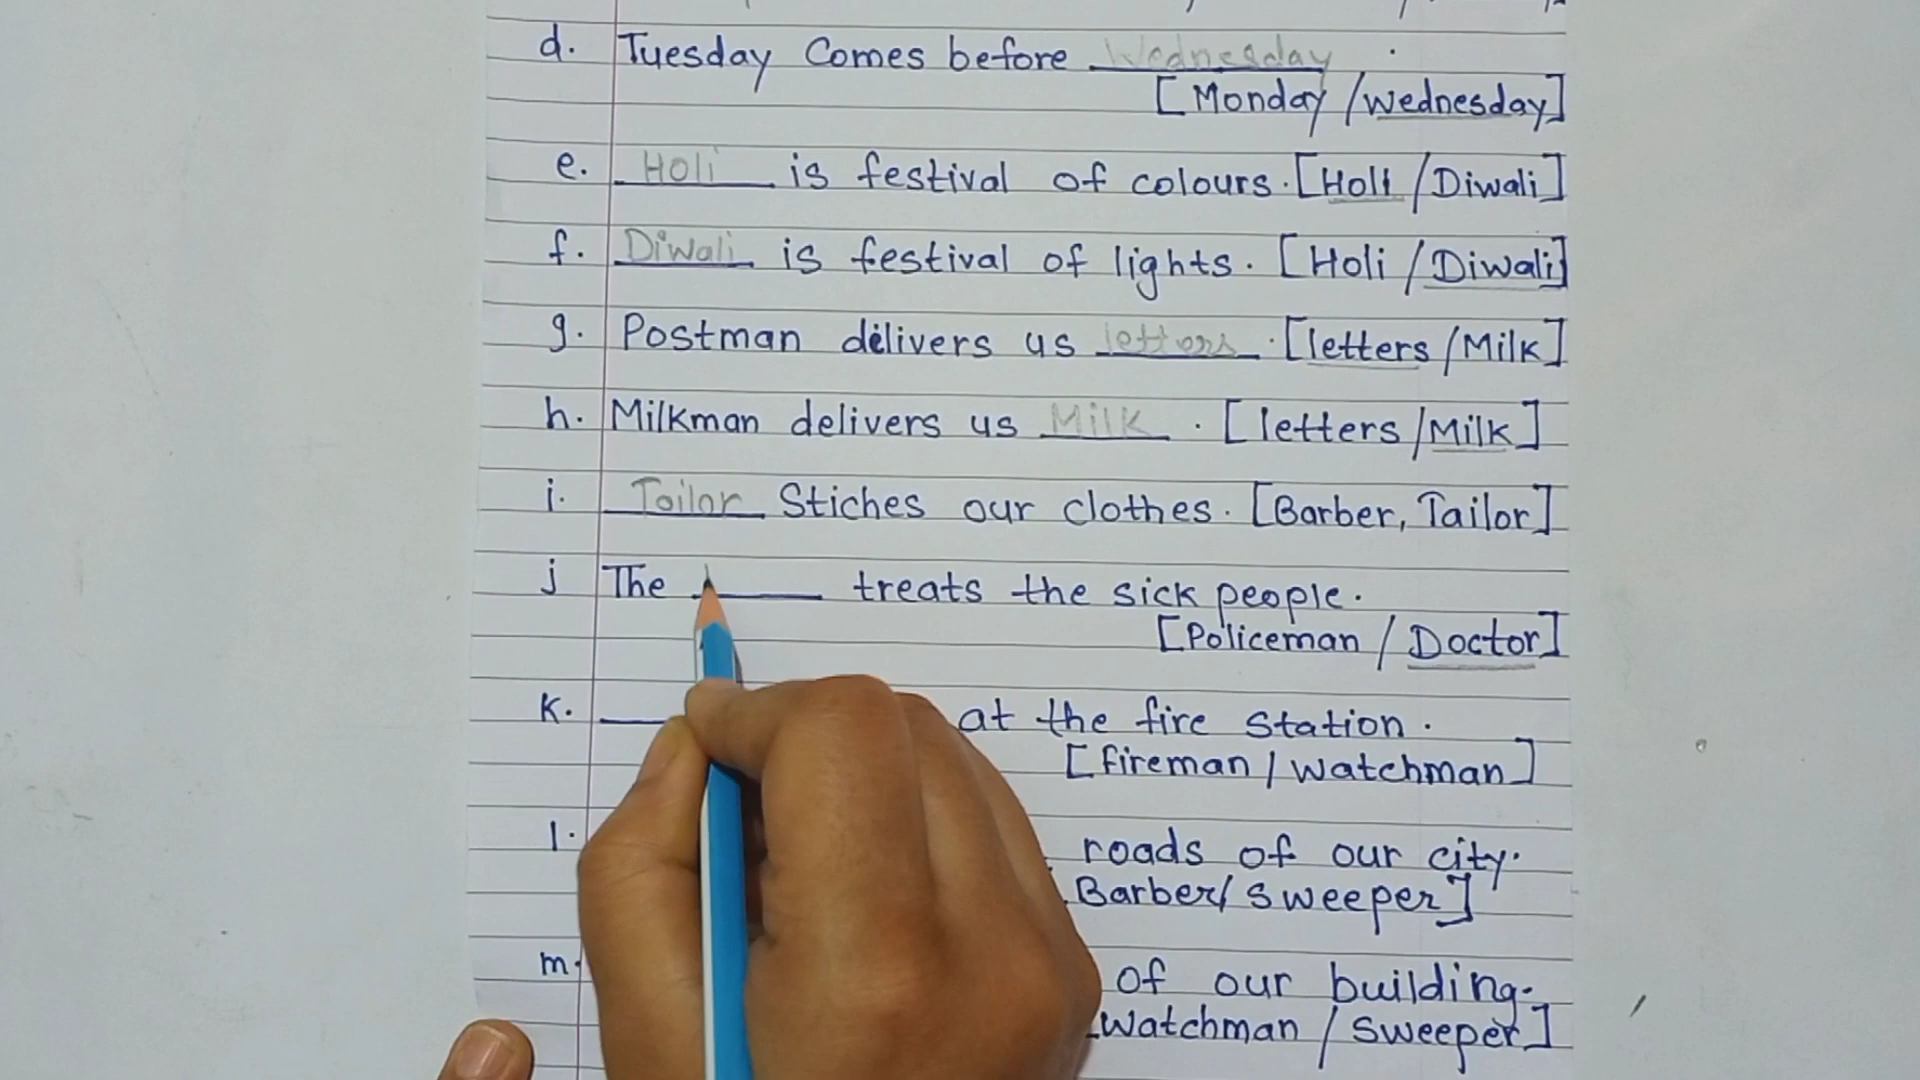 d. Tuesday Comes before Wednesday .
[Monday / Wednesday]
e. Holi is festival of colours. [Holi / Diwali]
f. Diwali is festival of lights. [Holi / Diwali]
g. Postman delivers us letters. [letters / Milk]
h. Milkman delivers us Milk. [letters / Milk]
i. Tailor Stiches our clothes. [Barber, Tailor]
j The ____ treats the sick people.
[Policeman / Doctor]
k. ____ at the fire station.
[fireman / watchman]
l. roads of our city.
Barber / Sweeper]
m. of our building.
[Watchman / Sweeper]